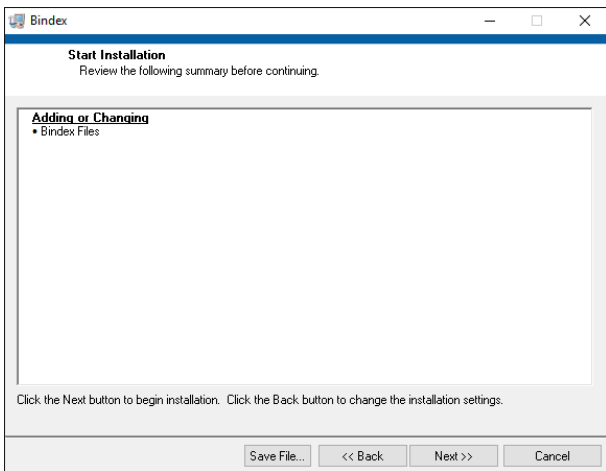 Bindex
Start Installation
Review the following summary before continuing.
Adding or Changing
• Bindex Files
Click the Next button to begin installation. Click the Back button to change the installation settings.
Save File... << Back Next >> Cancel